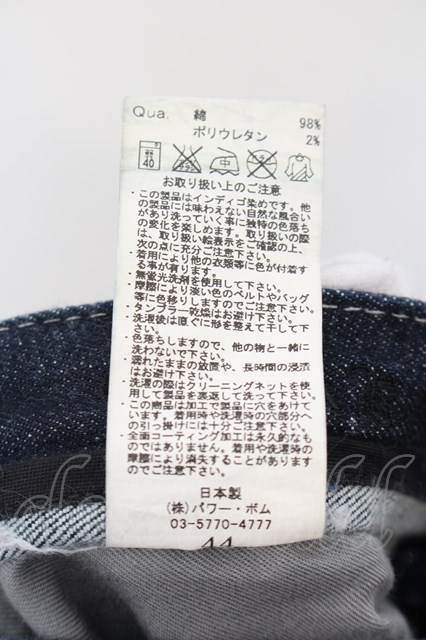 Qua. 綿 98%
ポリウレタン 2%
40 中
お取り扱い上のご注意
・この製品はインディゴ染めです。他
の製品には味わえない自然な風合い
があり洗っていく事に独特の色落ち
の変化を楽しめます。取り扱いの際
は、取り扱い絵表示をご確認の上、
次の点に充分ご注意下さい。
・着用により他の衣類等に色が付着す
る事が有ります。
・無蛍光洗剤を使用して下さい。
・摩擦により淡い色のベルトやバッグ
等に色移りしますのでご注意下さい。
・タンブラー乾燥はお避け下さい。
・洗濯後は直ぐに形を整えて干して下
さい。
・色落ちしますので、他の物と一緒に
洗わないで下さい。
・濡れたままの放置や、長時間の浸漬
はお避け下さい。
・洗濯の際はクリーニングネットを使
用して製品を裏返して洗って下さい。
・この商品は加工で製品に穴をあけて
います。着用時や洗濯時の穴部分へ
の引っ掛けには十分ご注意下さい。
・全面コーティング加工は永久的なも
のではありません。着用や洗濯時の
摩擦により消失することがあります
のでご注意下さい。
日本製
(株)パワー・ボム
03-5770-4777
44